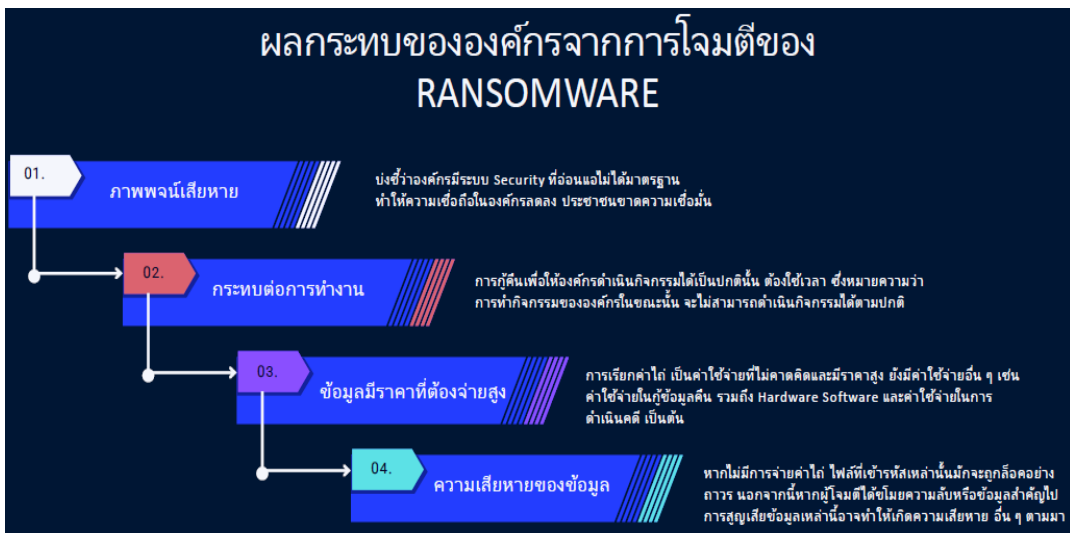 ผลกระทบขององค์กรจากการโจมตีของ
RANSOMWARE
01.
ภาพพจน์เสียหาย
บ่งชี้ว่าองค์กรมีระบบ Security ที่อ่อนแอไม่ได้มาตรฐาน
ทำให้ความเชื่อถือในองค์กรลดลง ประชาชนขาดความเชื่อมั่น
02.
กระทบต่อการทำงาน
การกู้คืนเพื่อให้องค์กรดำเนินกิจกรรมได้เป็นปกตินั้น ต้องใช้เวลา ซึ่งหมายความว่า
การทำกิจกรรมขององค์กรในขณะนั้น จะไม่สามารถดำเนินกิจกรรมได้ตามปกติ
03.
ข้อมูลมีราคาที่ต้องจ่ายสูง
การเรียกค่าไถ่ เป็นค่าใช้จ่ายที่ไม่คาดคิดและมีราคาสูง ยังมีค่าใช้จ่ายอื่น ๆ เช่น
ค่าใช้จ่ายในกู้ข้อมูลคืน รวมถึง Hardware Software และค่าใช้จ่ายในการ
ดำเนินคดี เป็นต้น
04.
ความเสียหายของข้อมูล
หากไม่มีการจ่ายค่าไถ่ ไฟล์ที่เข้ารหัสเหล่านั้นมักจะถูกล็อคอย่าง
ถาวร นอกจากนี้หากผู้โจมตีได้ขโมยความลับหรือข้อมูลสำคัญไป
การสูญเสียข้อมูลเหล่านี้อาจทำให้เกิดความเสียหาย อื่น ๆ ตามมา